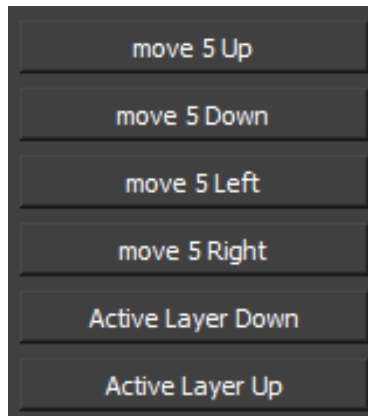 move 5 Up
move 5 Down
move 5 Left
move 5 Right
Active Layer Down
Active Layer Up